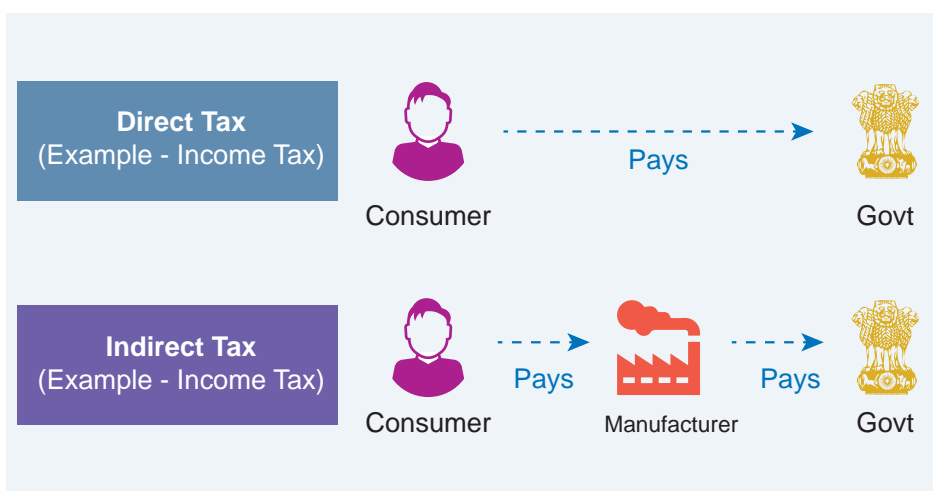 Direct Tax
(Example - Income Tax)
Pays
Consumer
Govt
Indirect Tax
(Example - Income Tax)
Pays
Pays
Consumer
Manufacturer
Govt